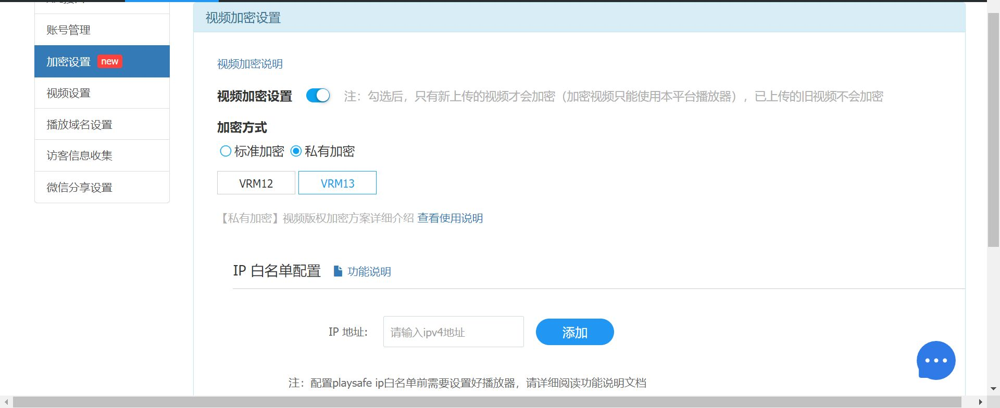 账号管理
加密设置 new
视频设置
播放域名设置
访客信息收集
微信分享设置
视频加密设置
视频加密说明
视频加密设置 注：勾选后，只有新上传的视频才会加密（加密视频只能使用本平台播放器），已上传的旧视频不会加密
加密方式
标准加密 私有加密
VRM12 VRM13
【私有加密】视频版权加密方案详细介绍 查看使用说明
IP 白名单配置 功能说明
IP 地址: 请输入ipv4地址 添加
注：配置playsafe ip白名单前需要设置好播放器，请详细阅读功能说明文档